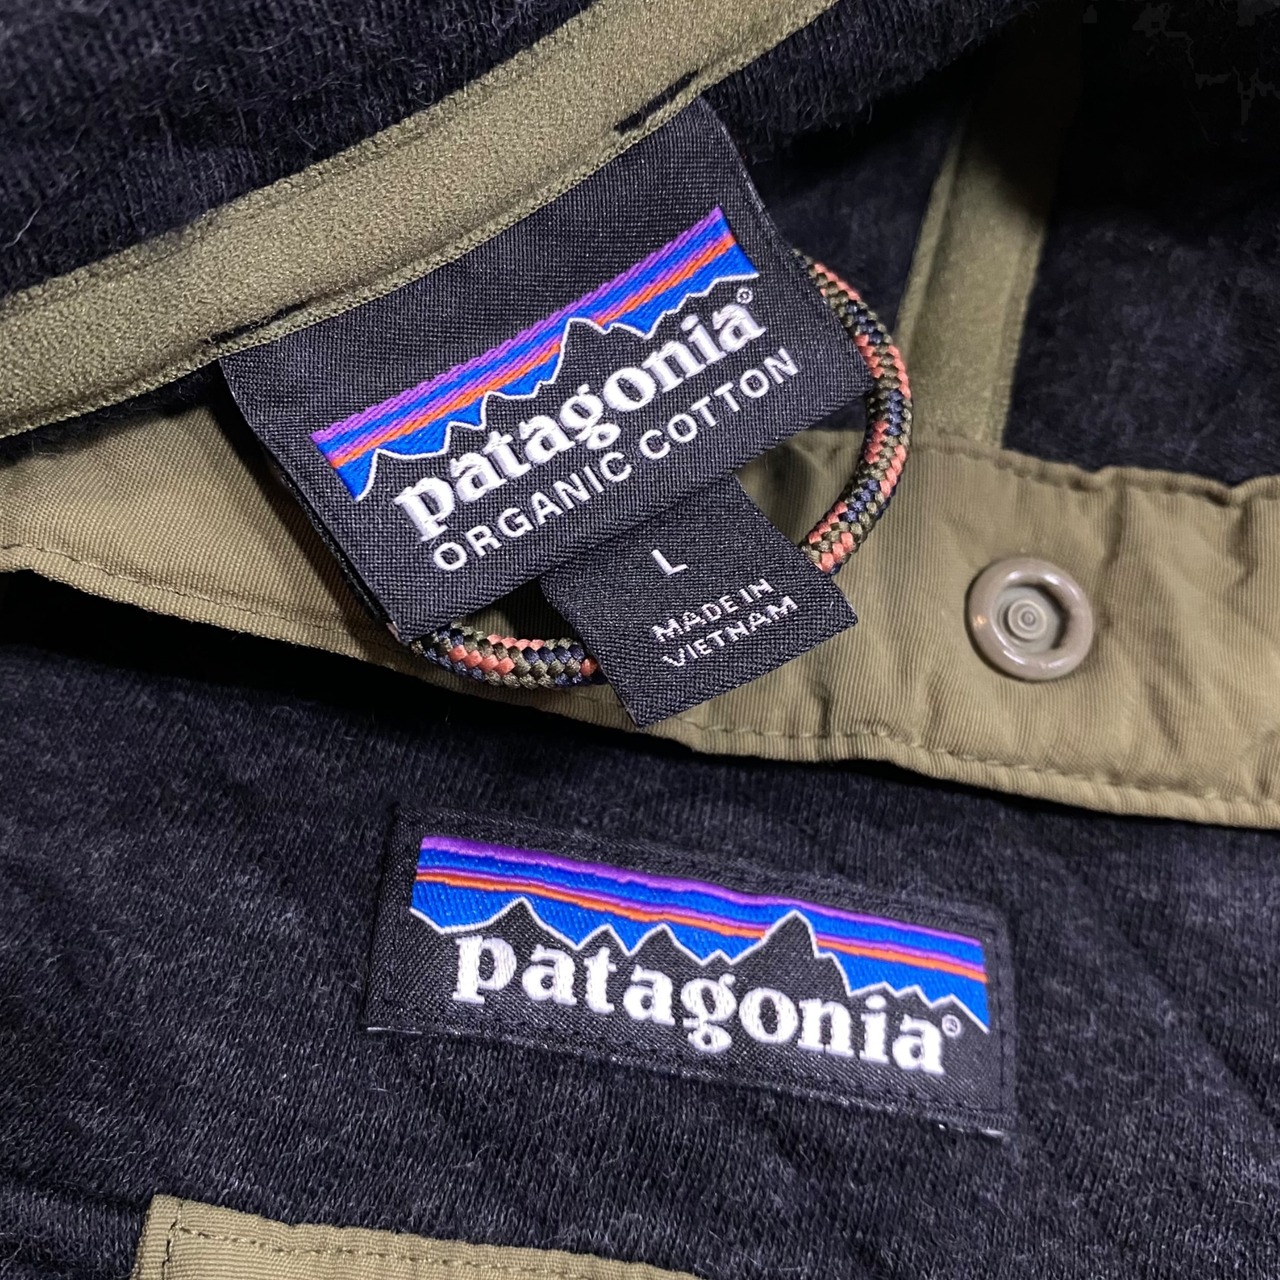 patagonia®
ORGANIC COTTON
L
MADE IN
VIETNAM
patagonia®